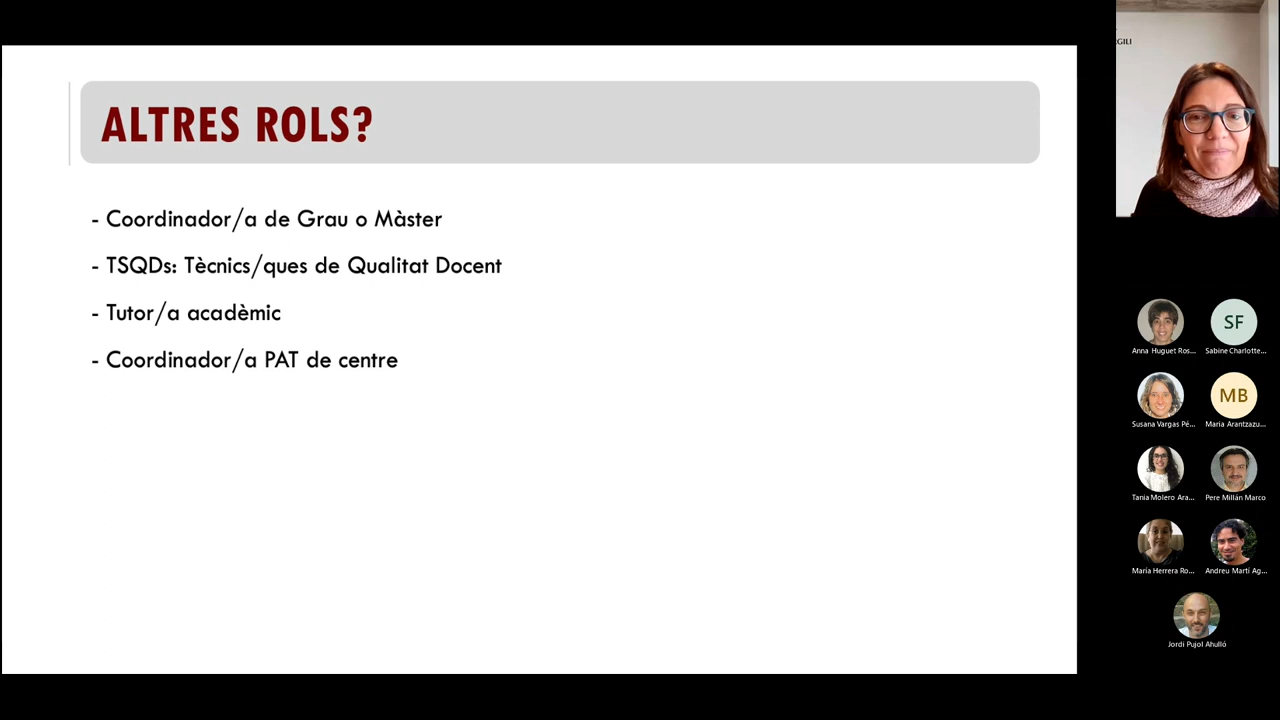 ALTRES ROLS?
- Coordinador/a de Grau o Màster
- TSQDs: Tècnics/ques de Qualitat Docent
- Tutor/a acadèmic
- Coordinador/a PAT de centre
GILI
SF
Anna Huguet Ros...
Sabine Charlotte...
MB
Susana Vargas Pé...
Maria Arantzazu...
Tania Molero Ara...
Pere Millán Marco
María Herrera Ro...
Andreu Martí Ag...
Jordi Pujol Ahulló